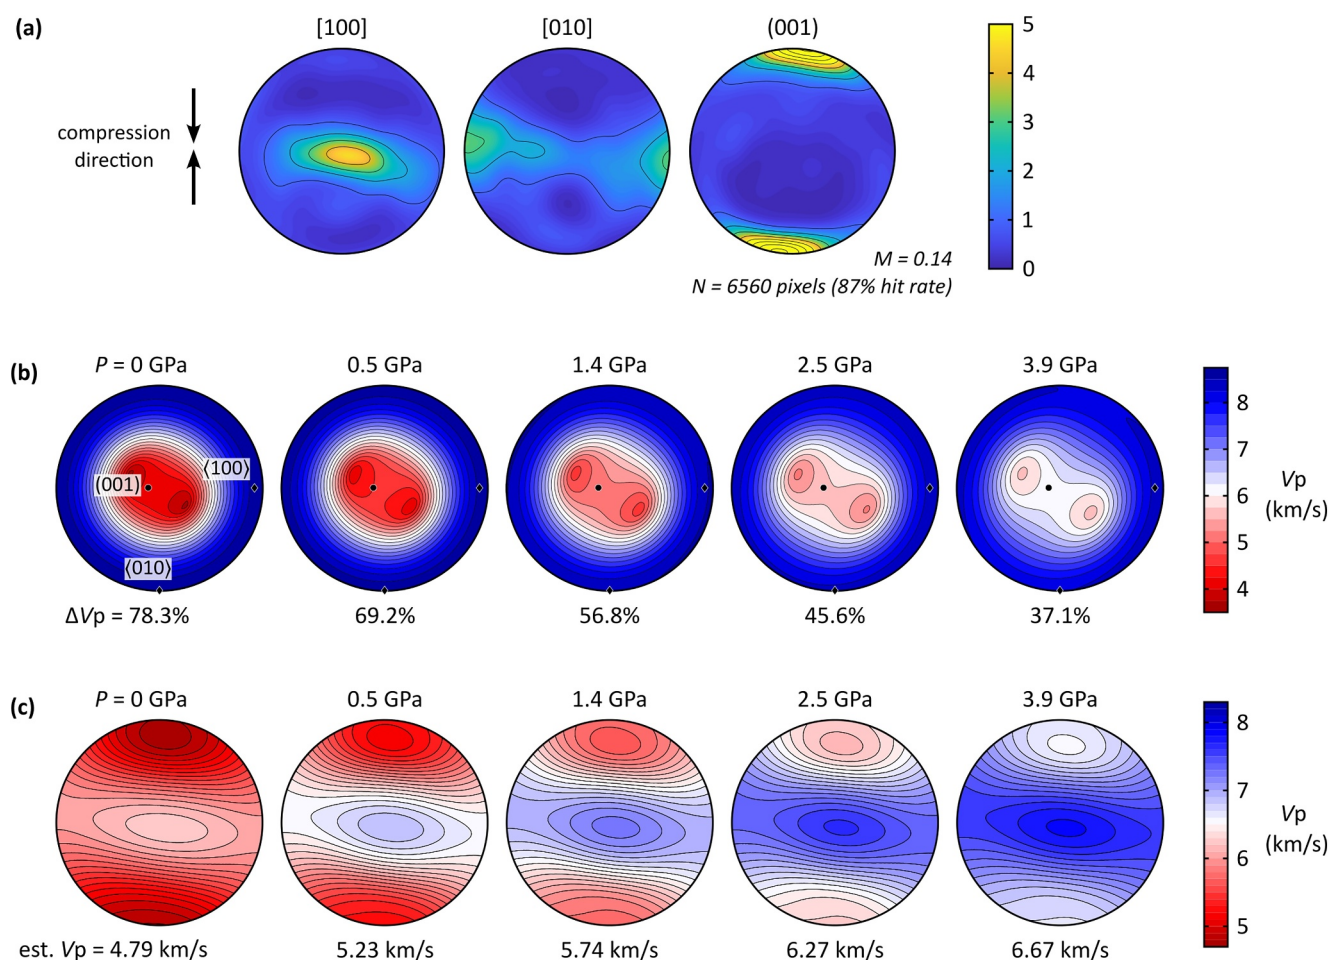 (a)
[100] [010] (001)
compression
direction
5
4
3
2
1
0
M = 0.14
N = 6560 pixels (87% hit rate)
(b)
P = 0 GPa 0.5 GPa 1.4 GPa 2.5 GPa 3.9 GPa
(001)
⟨100⟩
⟨010⟩
8
7
6
5
4
Vp
(km/s)
ΔVp = 78.3% 69.2% 56.8% 45.6% 37.1%
(c)
P = 0 GPa 0.5 GPa 1.4 GPa 2.5 GPa 3.9 GPa
8
7
6
5
Vp
(km/s)
est. Vp = 4.79 km/s 5.23 km/s 5.74 km/s 6.27 km/s 6.67 km/s